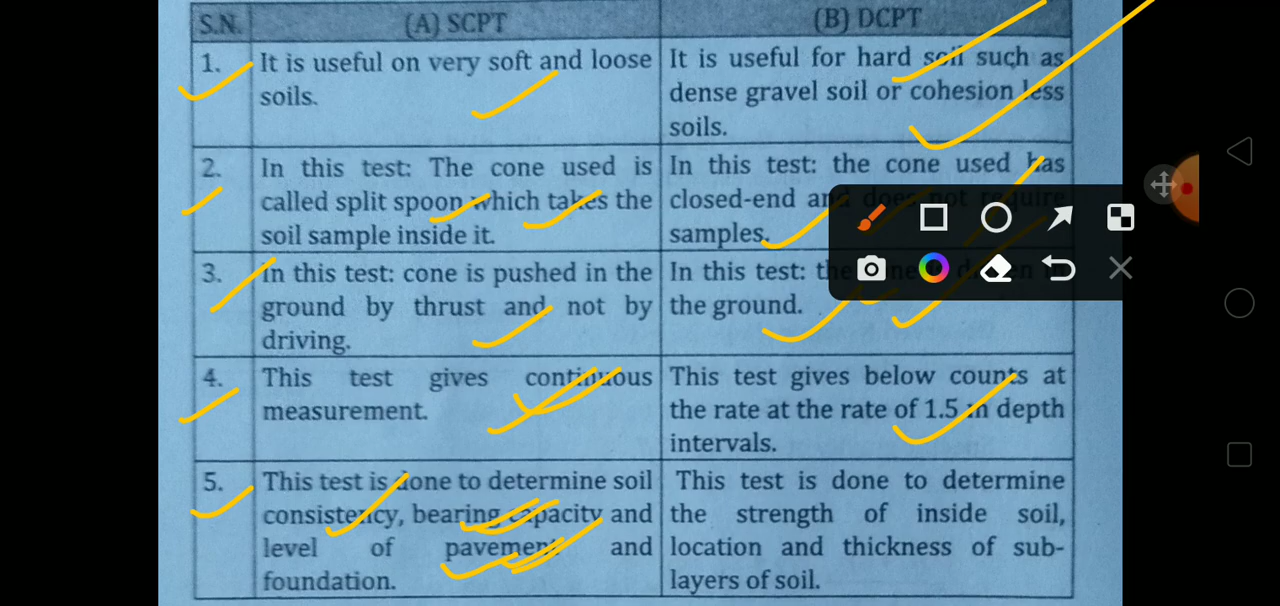 S.N.
(A) SCPT
(B) DCPT
1.
It is useful on very soft and loose
soils.
It is useful for hard soil such as
dense gravel soil or cohesion less
soils.
2.
In this test: The cone used is
called split spoon which takes the
soil sample inside it.
In this test: the cone used has
closed-end and does not require
samples.
3.
In this test: cone is pushed in the
ground by thrust and not by
driving.
In this test: the
the ground.
4.
This test gives continuous
measurement.
This test gives below counts at
the rate at the rate of 1.5 m depth
intervals.
5.
This test is done to determine soil
consistency, bearing capacity and
level of pavement and
foundation.
This test is done to determine
the strength of inside soil,
location and thickness of sub-
layers of soil.